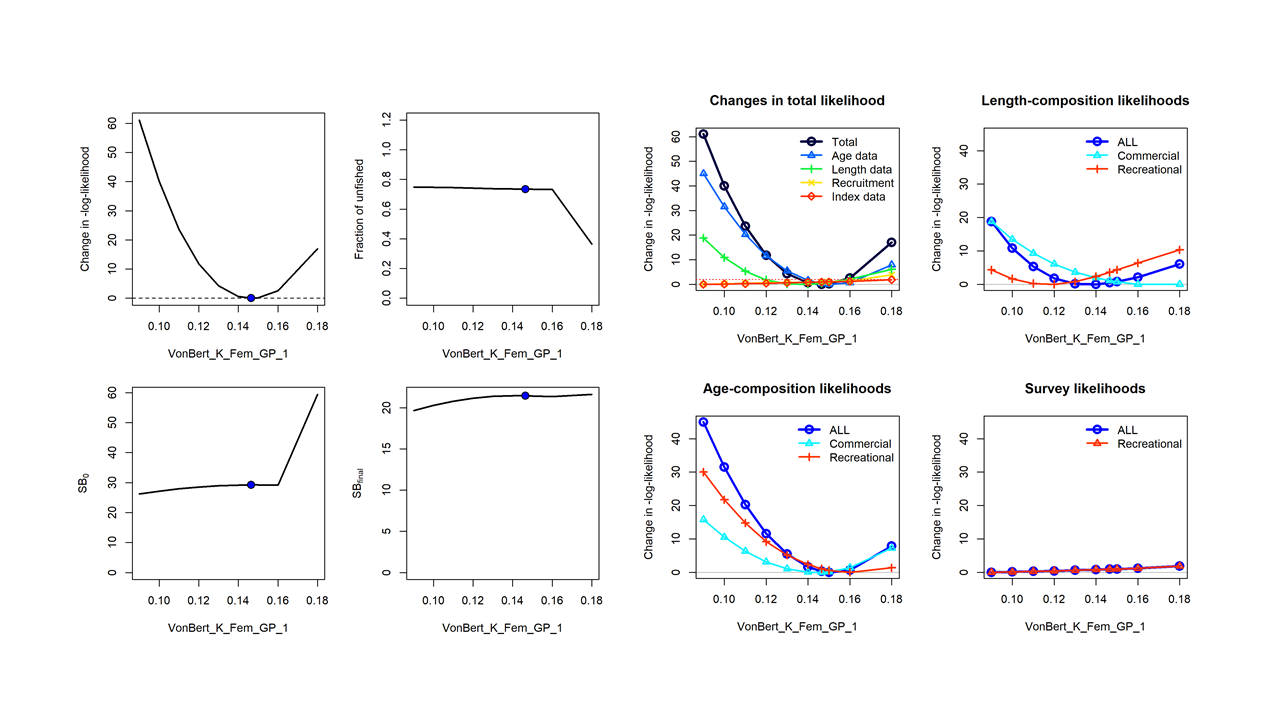 Change in -log-likelihood
60
50
40
30
20
10
0
0.10 0.12 0.14 0.16 0.18
VonBert_K_Fem_GP_1
Fraction of unfished
1.2
1.0
0.8
0.6
0.4
0.2
0.0
0.10 0.12 0.14 0.16 0.18
VonBert_K_Fem_GP_1
SB0
60
50
40
30
20
10
0
0.10 0.12 0.14 0.16 0.18
VonBert_K_Fem_GP_1
SBfinal
20
15
10
5
0
0.10 0.12 0.14 0.16 0.18
VonBert_K_Fem_GP_1
Changes in total likelihood
Change in -log-likelihood
60
50
40
30
20
10
0
Total
Age data
Length data
Recruitment
Index data
0.10 0.12 0.14 0.16 0.18
VonBert_K_Fem_GP_1
Length-composition likelihoods
Change in -log-likelihood
40
30
20
10
0
ALL
Commercial
Recreational
0.10 0.12 0.14 0.16 0.18
VonBert_K_Fem_GP_1
Age-composition likelihoods
Change in -log-likelihood
40
30
20
10
0
ALL
Commercial
Recreational
0.10 0.12 0.14 0.16 0.18
VonBert_K_Fem_GP_1
Survey likelihoods
Change in -log-likelihood
40
30
20
10
0
ALL
Recreational
0.10 0.12 0.14 0.16 0.18
VonBert_K_Fem_GP_1